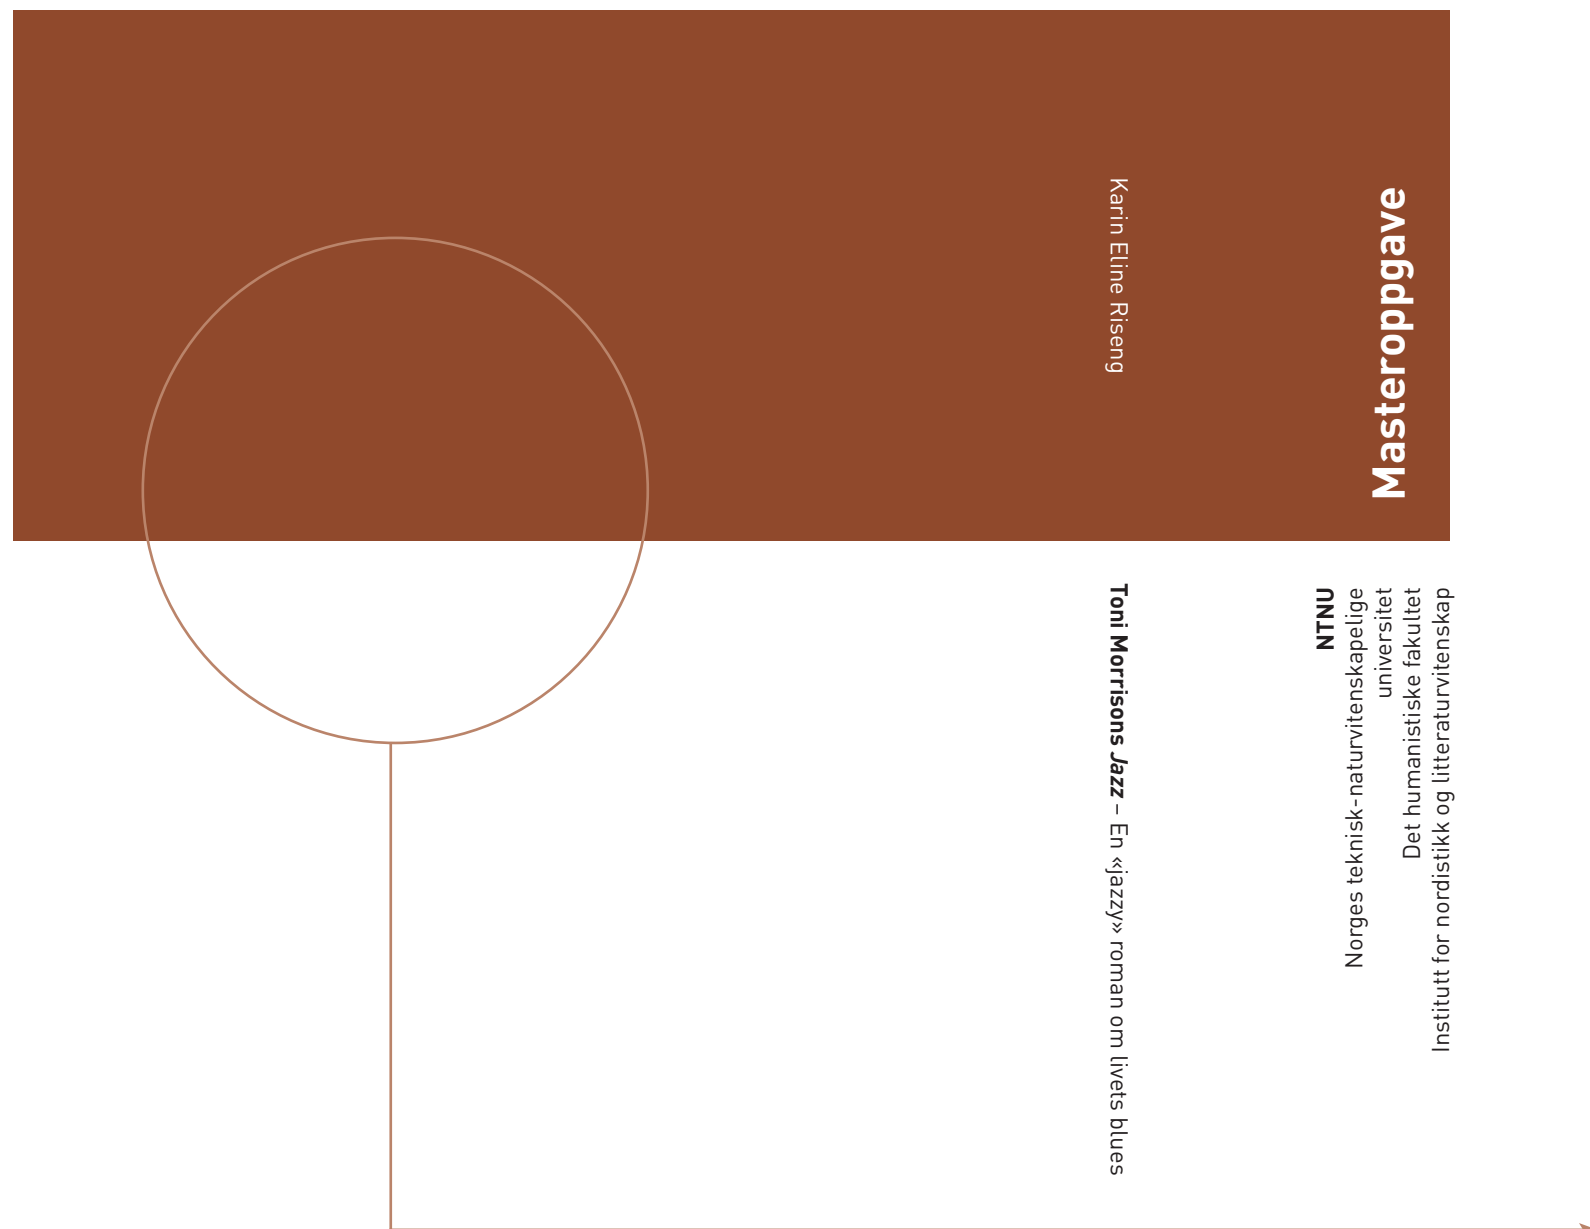 Karin Eline Riseng
Toni Morrisons Jazz – En «jazzy» roman om livets blues
Masteroppgave
NTNU
Norges teknisk-naturvitenskapelige
universitet
Det humanistiske fakultet
Institutt for nordistikk og litteraturvitenskap